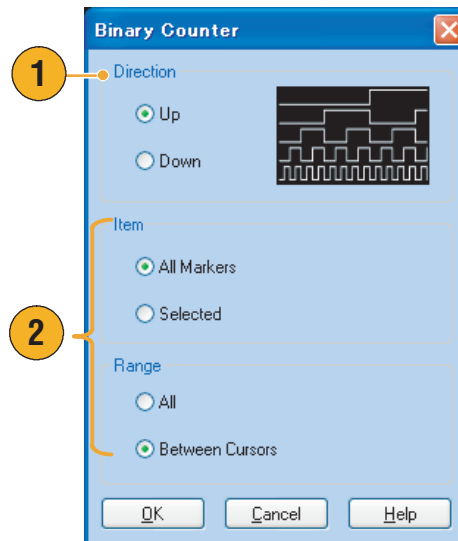 Binary Counter
1
Direction
Up
Down
Item
All Markers
Selected
2
Range
All
Between Cursors
OK Cancel Help